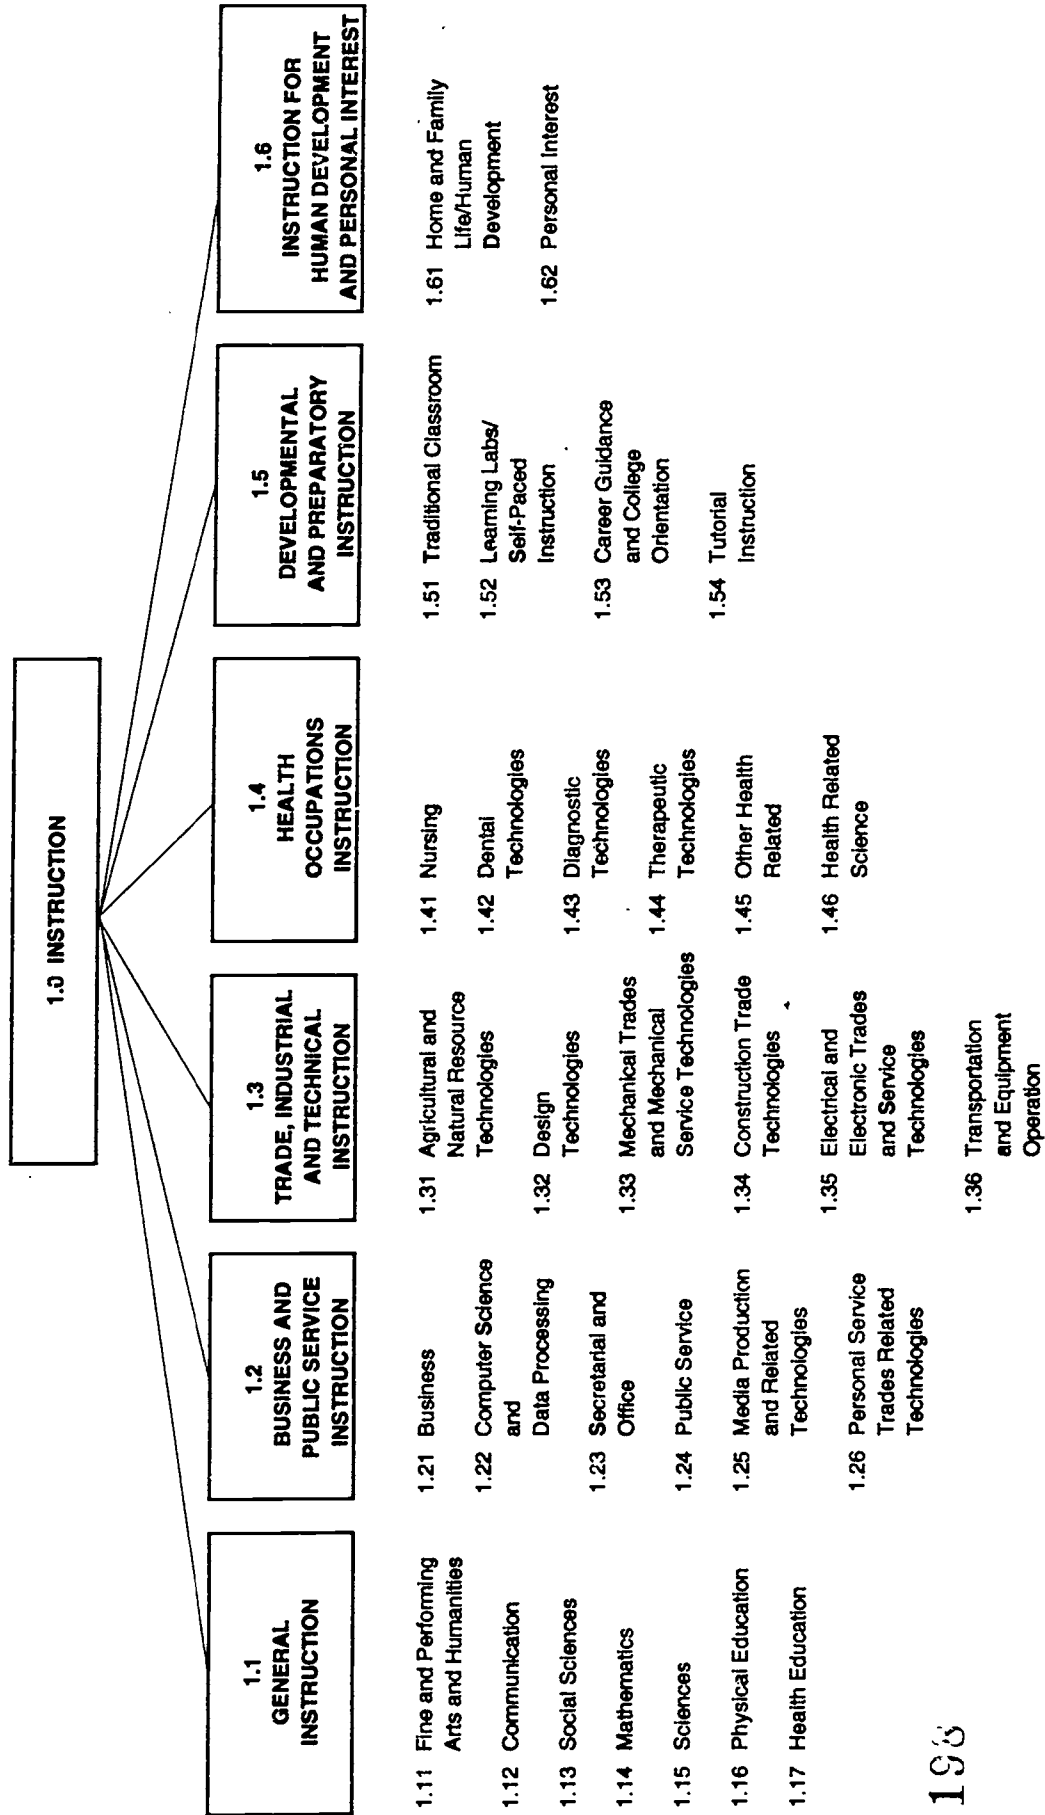 1.0 INSTRUCTION
1.1
GENERAL
INSTRUCTION
1.11 Fine and Performing
Arts and Humanities
1.12 Communication
1.13 Social Sciences
1.14 Mathematics
1.15 Sciences
1.16 Physical Education
1.17 Health Education
1.2
BUSINESS AND
PUBLIC SERVICE
INSTRUCTION
1.21 Business
1.22 Computer Science
and
Data Processing
1.23 Secretarial and
Office
1.24 Public Service
1.25 Media Production
and Related
Technologies
1.26 Personal Service
Trades Related
Technologies
1.3
TRADE, INDUSTRIAL
AND TECHNICAL
INSTRUCTION
1.31 Agricultural and
Natural Resource
Technologies
1.32 Design
Technologies
1.33 Mechanical Trades
and Mechanical
Service Technologies
1.34 Construction Trade
Technologies
1.35 Electrical and
Electronic Trades
and Service
Technologies
1.36 Transportation
and Equipment
Operation
1.4
HEALTH
OCCUPATIONS
INSTRUCTION
1.41 Nursing
1.42 Dental
Technologies
1.43 Diagnostic
Technologies
1.44 Therapeutic
Technologies
1.45 Other Health
Related
1.46 Health Related
Science
1.5
DEVELOPMENTAL
AND PREPARATORY
INSTRUCTION
1.51 Traditional Classroom
1.52 Learning Labs/
Self-Paced
Instruction
1.53 Career Guidance
and College
Orientation
1.54 Tutorial
Instruction
1.6
INSTRUCTION FOR
HUMAN DEVELOPMENT
AND PERSONAL INTEREST
1.61 Home and Family
Life/Human
Development
1.62 Personal Interest